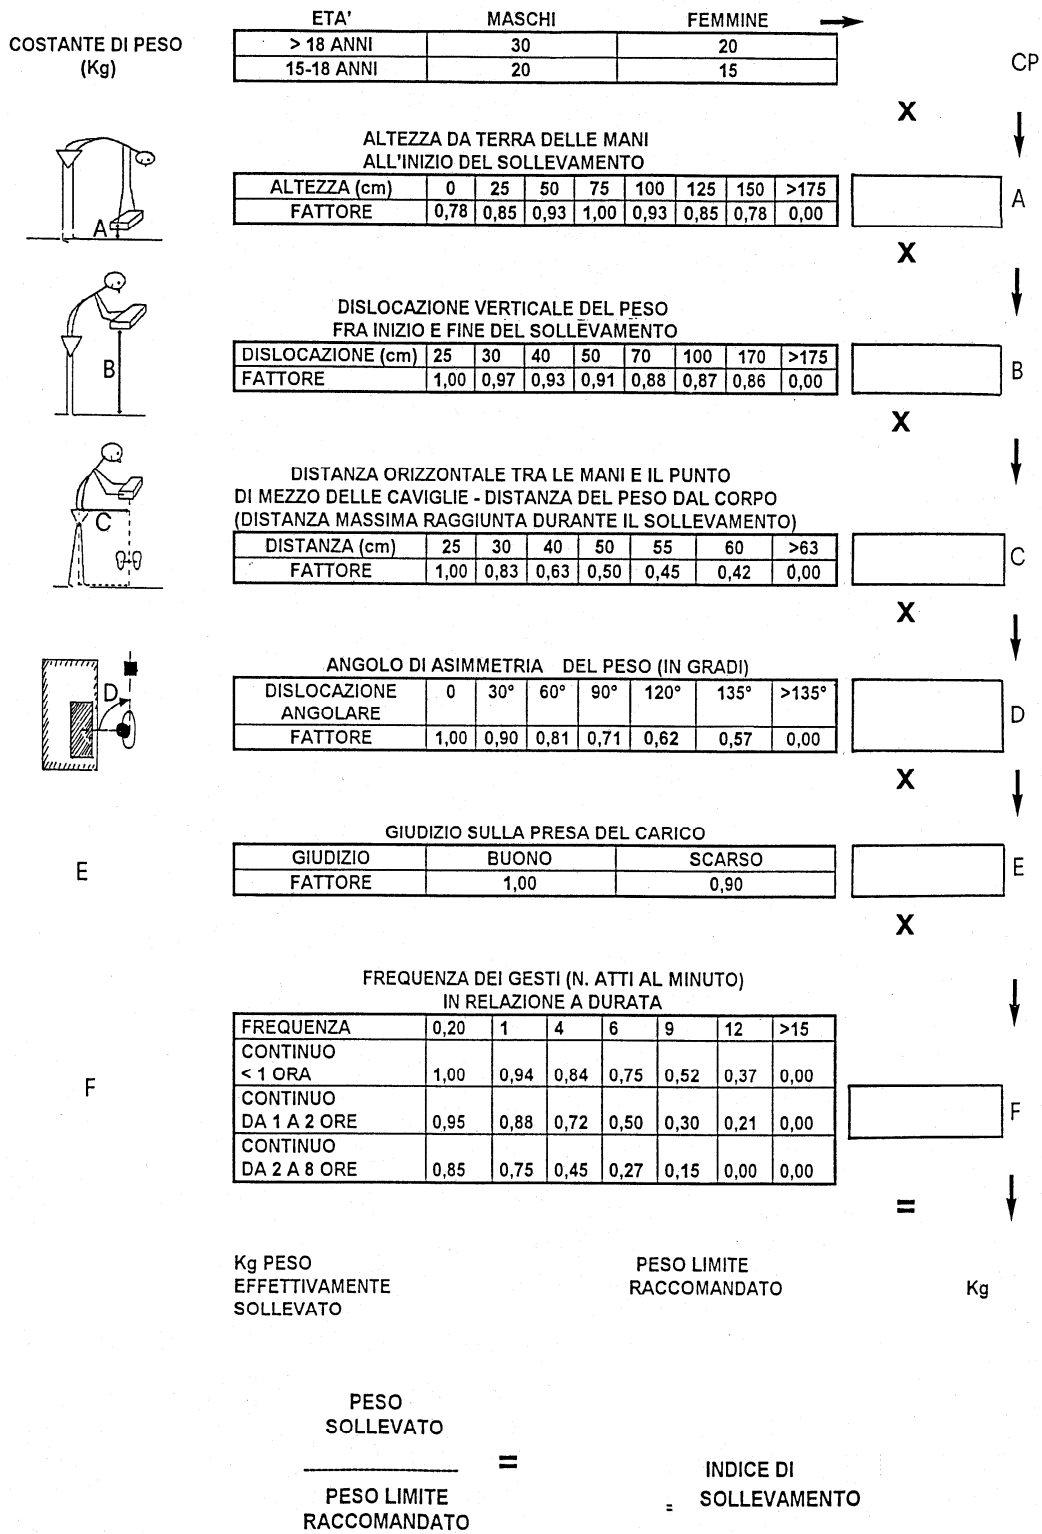 ETA' MASCHI FEMMINE
COSTANTE DI PESO
(Kg)
> 18 ANNI 30 20
15-18 ANNI 20 15
CP
X
ALTEZZA DA TERRA DELLE MANI
ALL'INIZIO DEL SOLLEVAMENTO
ALTEZZA (cm) 0 25 50 75 100 125 150 >175
FATTORE 0,78 0,85 0,93 1,00 0,93 0,85 0,78 0,00
A
A
X
DISLOCAZIONE VERTICALE DEL PESO
FRA INIZIO E FINE DEL SOLLEVAMENTO
DISLOCAZIONE (cm) 25 30 40 50 70 100 170 >175
FATTORE 1,00 0,97 0,93 0,91 0,88 0,87 0,86 0,00
B
B
X
DISTANZA ORIZZONTALE TRA LE MANI E IL PUNTO
DI MEZZO DELLE CAVIGLIE - DISTANZA DEL PESO DAL CORPO
(DISTANZA MASSIMA RAGGIUNTA DURANTE IL SOLLEVAMENTO)
DISTANZA (cm) 25 30 40 50 55 60 >63
FATTORE 1,00 0,83 0,63 0,50 0,45 0,42 0,00
C
C
X
ANGOLO DI ASIMMETRIA DEL PESO (IN GRADI)
DISLOCAZIONE 0 30° 60° 90° 120° 135° >135°
ANGOLARE
FATTORE 1,00 0,90 0,81 0,71 0,62 0,57 0,00
D
D
X
GIUDIZIO SULLA PRESA DEL CARICO
GIUDIZIO BUONO SCARSO
FATTORE 1,00 0,90
E
E
X
FREQUENZA DEI GESTI (N. ATTI AL MINUTO)
IN RELAZIONE A DURATA
FREQUENZA 0,20 1 4 6 9 12 >15
CONTINUO
< 1 ORA 1,00 0,94 0,84 0,75 0,52 0,37 0,00
CONTINUO
DA 1 A 2 ORE 0,95 0,88 0,72 0,50 0,30 0,21 0,00
CONTINUO
DA 2 A 8 ORE 0,85 0,75 0,45 0,27 0,15 0,00 0,00
F
F
=
Kg PESO
EFFETTIVAMENTE
SOLLEVATO
PESO LIMITE
RACCOMANDATO
Kg
PESO
SOLLEVATO
=
PESO LIMITE
RACCOMANDATO
INDICE DI
= SOLLEVAMENTO